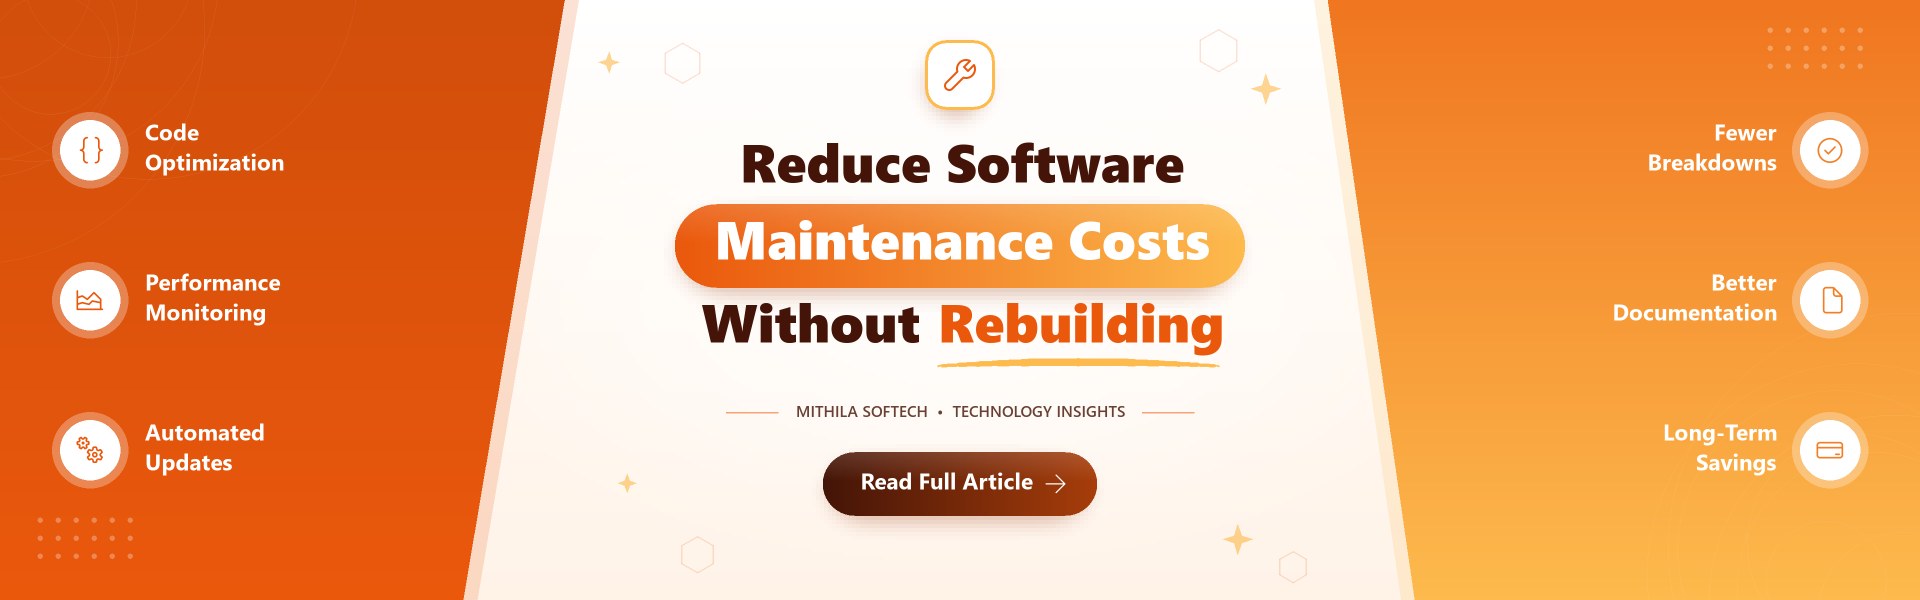 Code
Optimization
Performance
Monitoring
Automated
Updates
Reduce Software
Maintenance Costs
Without Rebuilding
MITHILA SOFTECH • TECHNOLOGY INSIGHTS
Read Full Article →
Fewer
Breakdowns
Better
Documentation
Long-Term
Savings